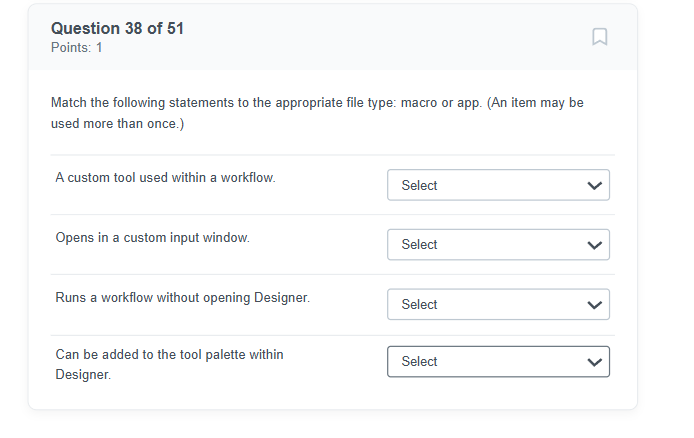 Question 38 of 51
Points: 1
Match the following statements to the appropriate file type: macro or app. (An item may be
used more than once.)
A custom tool used within a workflow.
Select
Opens in a custom input window.
Select
Runs a workflow without opening Designer.
Select
Can be added to the tool palette within
Designer.
Select